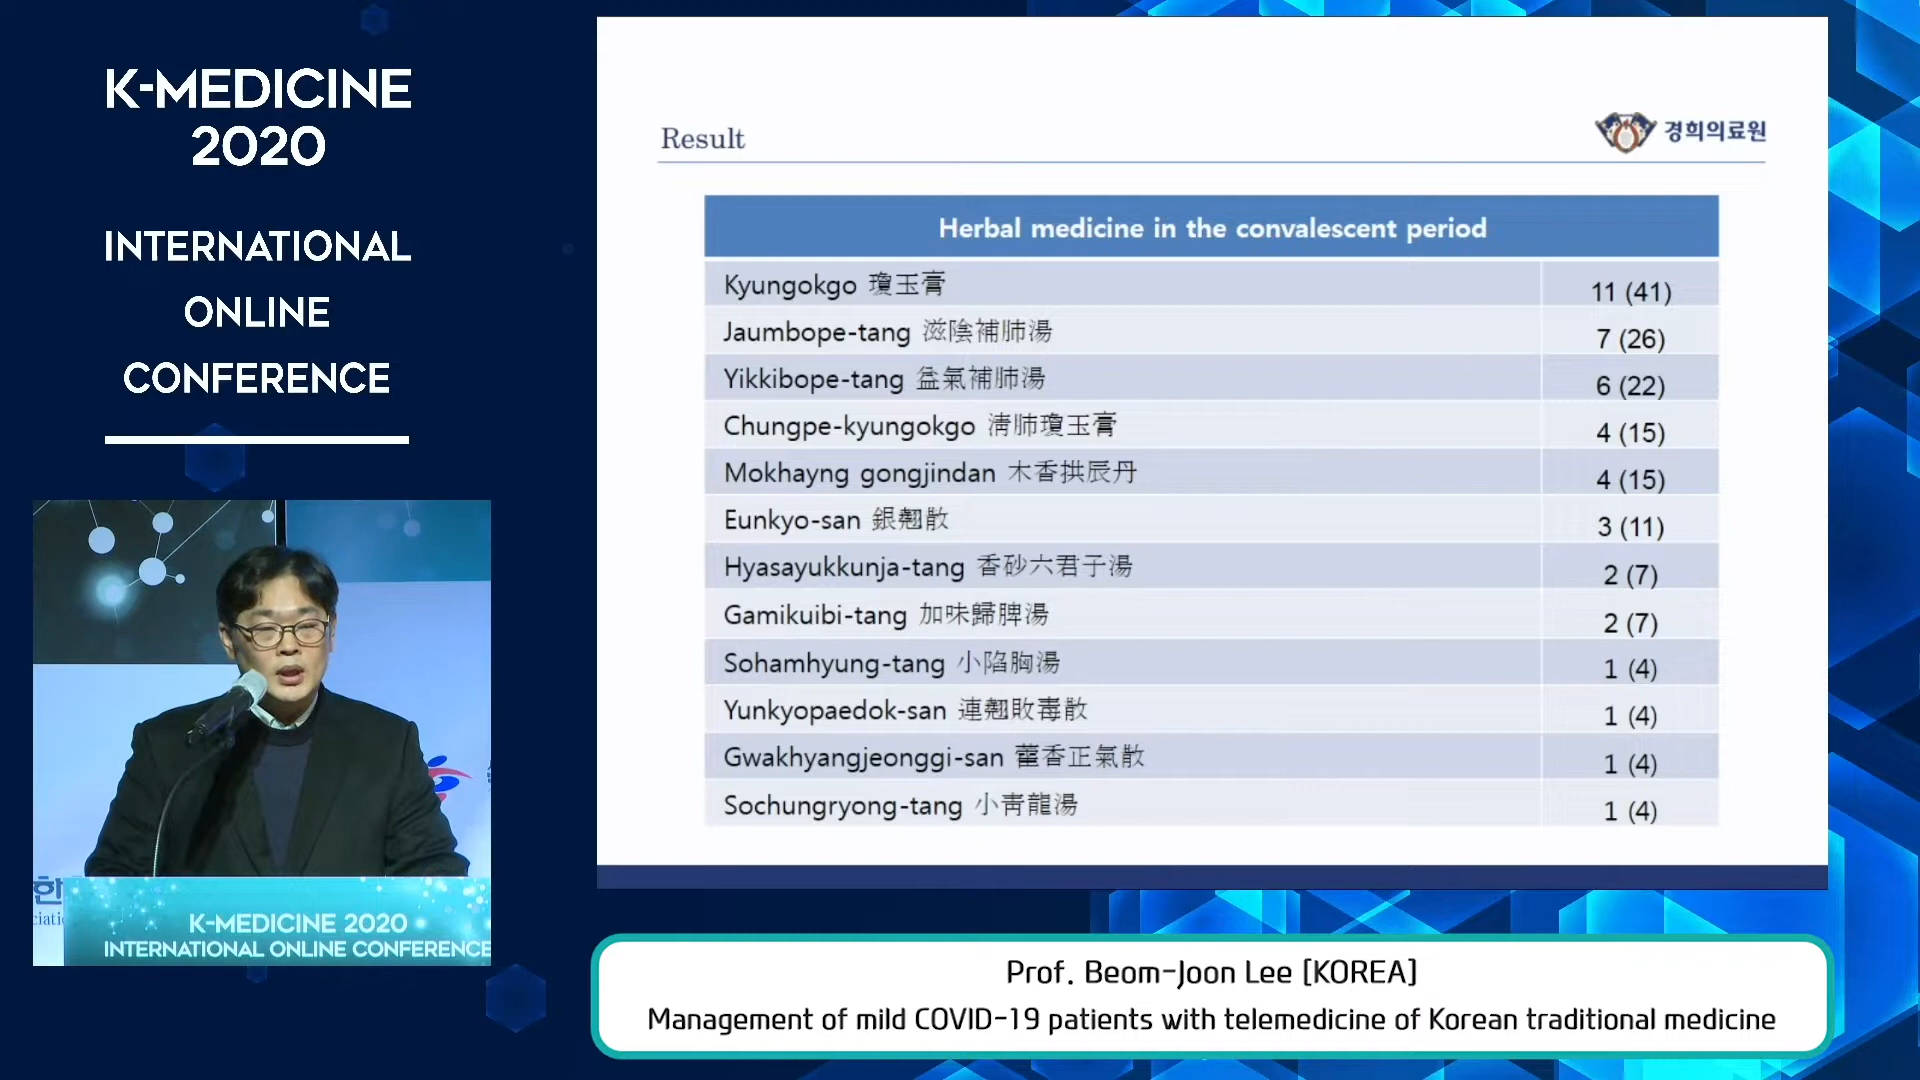 K-MEDICINE
2020
INTERNATIONAL
ONLINE
CONFERENCE
Result
경희의료원
Herbal medicine in the convalescent period
Kyungokgo 瓊玉膏 11 (41)
Jaumbope-tang 滋陰補肺湯 7 (26)
Yikkibope-tang 益氣補肺湯 6 (22)
Chungpe-kyungokgo 淸肺瓊玉膏 4 (15)
Mokhayng gongjindan 木香拱辰丹 4 (15)
Eunkyo-san 銀翹散 3 (11)
Hyasayukkunja-tang 香砂六君子湯 2 (7)
Gamikuibi-tang 加味歸脾湯 2 (7)
Sohamhyung-tang 小陷胸湯 1 (4)
Yunkyopaedok-san 連翹敗毒散 1 (4)
Gwakhyangjeonggi-san 藿香正氣散 1 (4)
Sochungryong-tang 小靑龍湯 1 (4)
한
K-MEDICINE 2020
INTERNATIONAL ONLINE CONFERENCE
Prof. Beom-Joon Lee [KOREA]
Management of mild COVID-19 patients with telemedicine of Korean traditional medicine